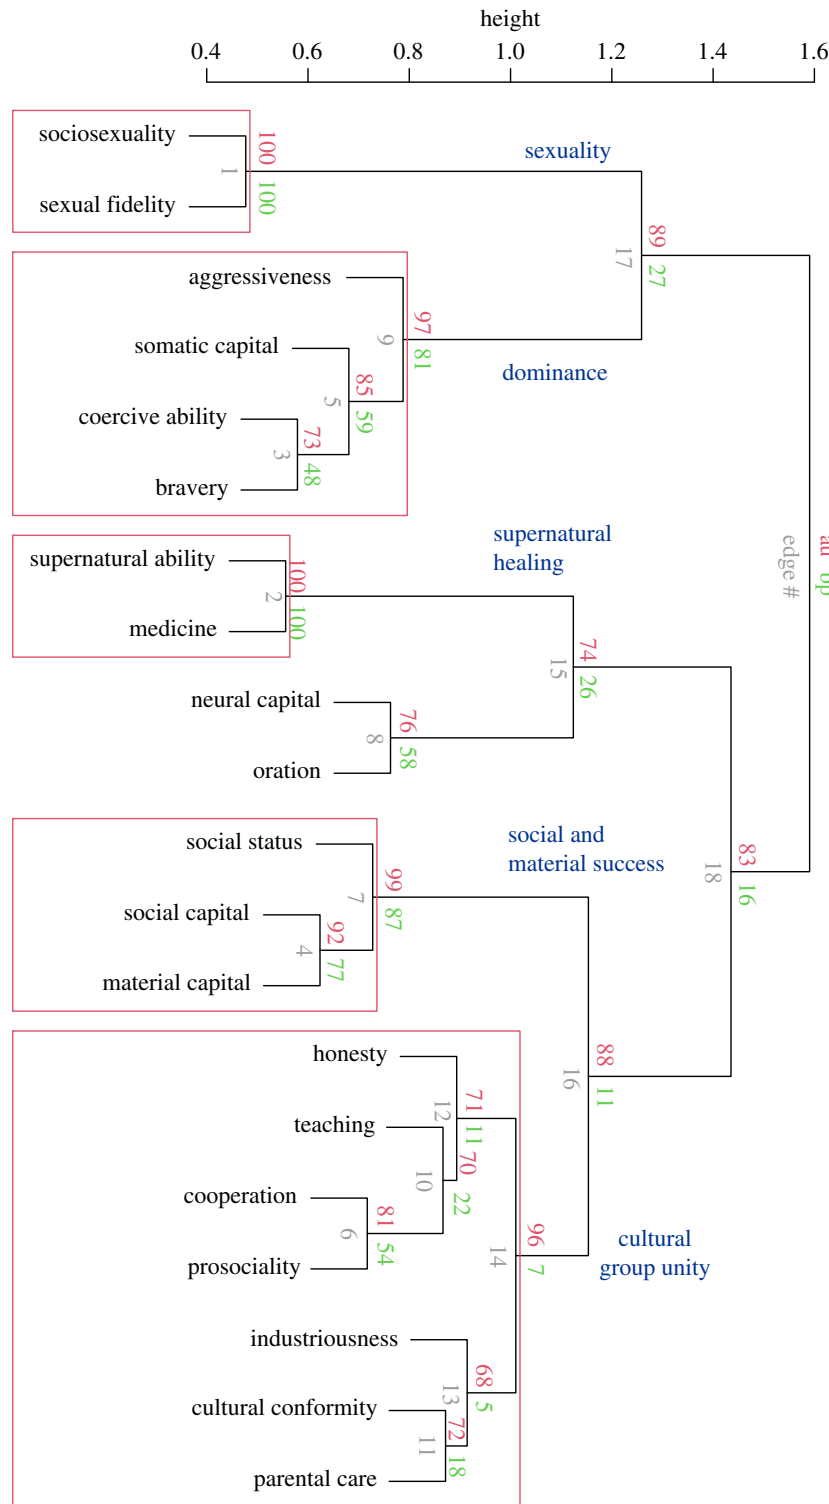 height
0.4 0.6 0.8 1.0 1.2 1.4 1.6
sociosexuality
sexual fidelity
1
100
100
sexuality
89
27
17
aggressiveness
somatic capital
coercive ability
bravery
9
97
81
5
85
59
3
73
48
dominance
supernatural
healing
au bp
edge #
supernatural ability
medicine
2
100
100
15
74
26
neural capital
oration
8
76
58
social status
social capital
material capital
7
99
87
4
92
77
social and
material success
18
83
16
honesty
teaching
cooperation
prosociality
12
71
11
10
70
22
6
81
54
16
88
11
14
96
7
cultural
group unity
industriousness
cultural conformity
parental care
13
68
5
11
72
18